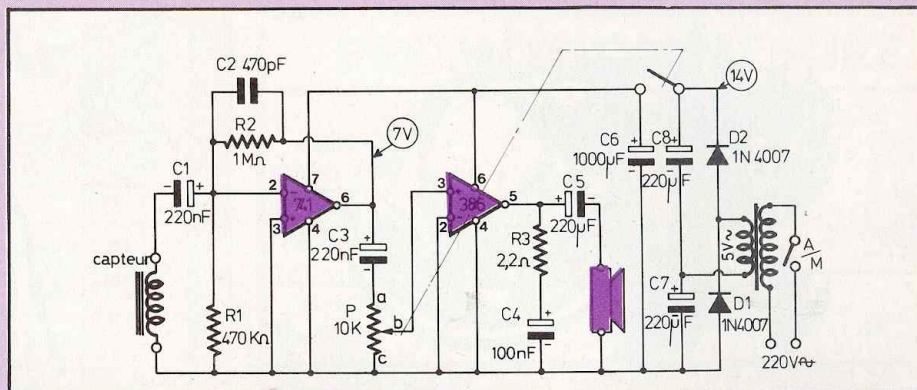 C2 470pF
R2
1MΩ
C1
- +
220nF
capteur
R1
470KΩ
2
-
3
+
741
7
4
6
7V
+
C3
220nF
-
P
10K
a
b
c
3
+
2
-
386
6
4
5
C5
+ -
220µF
R3
2,2Ω
C4
100nF
+
-
C6
1000µF
+
-
C8
220µF
+
-
C7
220µF
+
-
14V
D2
1N4007
D1
1N4007
5V~
A/M
220V~